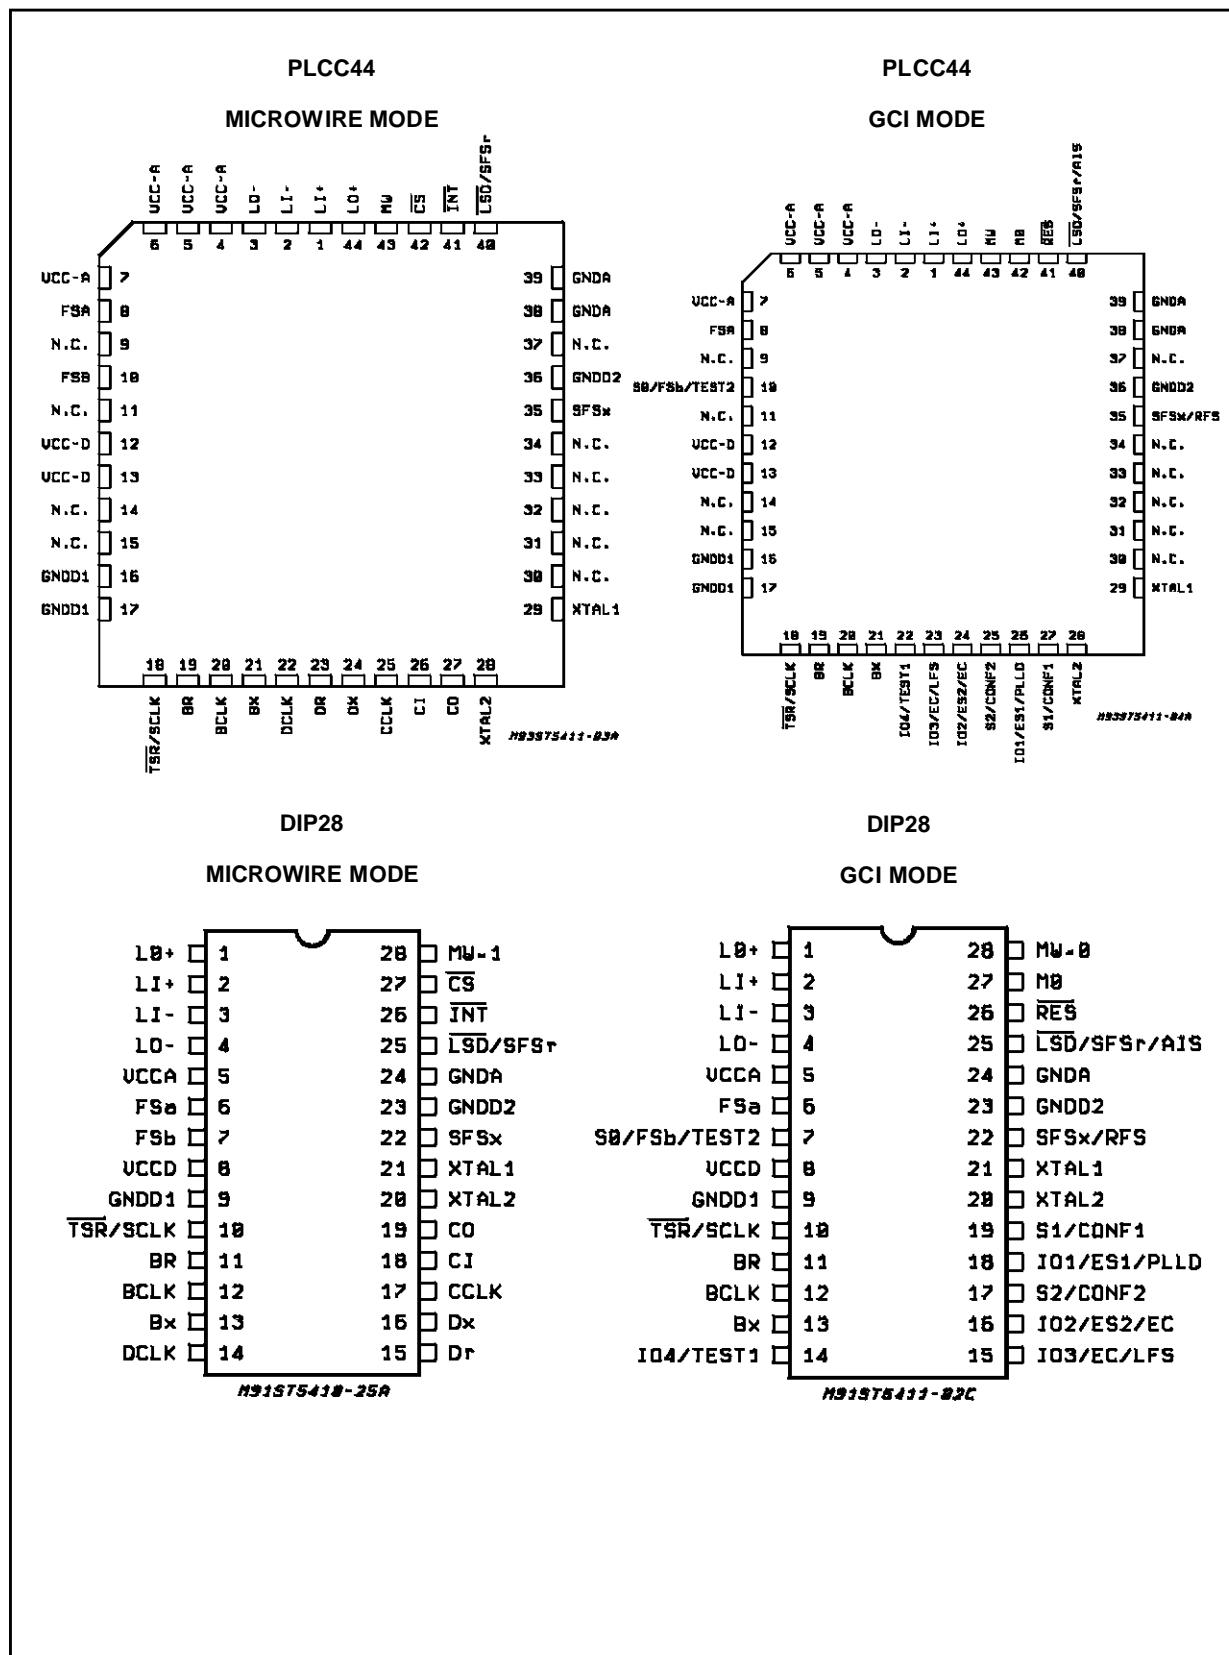 PLCC44
MICROWIRE MODE
VCC-A VCC-A VCC-A LO- LI- LI+ LO+ MW CS INT LSD/SFSr
6 5 4 3 2 1 44 43 42 41 40
VCC-A 7 39 GNDA
FSA 8 38 GNDA
N.C. 9 37 N.C.
FSB 10 36 GNDD2
N.C. 11 35 SFSx
VCC-D 12 34 N.C.
VCC-D 13 33 N.C.
N.C. 14 32 N.C.
N.C. 15 31 N.C.
GNDD1 16 30 N.C.
GNDD1 17 29 XTAL1
18 19 20 21 22 23 24 25 26 27 28
TSR/SCLK BR BCLK BX DCLK DR DX CCLK CI CO XTAL2
M93ST5411-03A
PLCC44
GCI MODE
VCC-A VCC-A VCC-A LO- LI- LI+ LO+ MW M0 RES LSD/SFSr/AIS
6 5 4 3 2 1 44 43 42 41 40
VCC-A 7 39 GNDA
FSA 8 38 GNDA
N.C. 9 37 N.C.
S0/FSb/TEST2 10 36 GNDD2
N.C. 11 35 SFSx/RFS
VCC-D 12 34 N.C.
VCC-D 13 33 N.C.
N.C. 14 32 N.C.
N.C. 15 31 N.C.
GNDD1 16 30 N.C.
GNDD1 17 29 XTAL1
18 19 20 21 22 23 24 25 26 27 28
TSR/SCLK BR BCLK BX IO4/TEST1 IO3/EC/LFS IO2/ES2/EC S2/CONF2 IO1/ES1/PLLD S1/CONF1 XTAL2
M93ST5411-04A
DIP28
MICROWIRE MODE
L0+ 1 28 MW-1
LI+ 2 27 CS
LI- 3 26 INT
LO- 4 25 LSD/SFSr
VCCA 5 24 GNDA
FSa 6 23 GNDD2
FSb 7 22 SFSx
VCCD 8 21 XTAL1
GNDD1 9 20 XTAL2
TSR/SCLK 10 19 CO
BR 11 18 CI
BCLK 12 17 CCLK
Bx 13 16 Dx
DCLK 14 15 Dr
M91ST5410-25A
DIP28
GCI MODE
L0+ 1 28 MW-0
LI+ 2 27 M0
LI- 3 26 RES
LO- 4 25 LSD/SFSr/AIS
VCCA 5 24 GNDA
FSa 6 23 GNDD2
S0/FSb/TEST2 7 22 SFSx/RFS
VCCD 8 21 XTAL1
GNDD1 9 20 XTAL2
TSR/SCLK 10 19 S1/CONF1
BR 11 18 IO1/ES1/PLLD
BCLK 12 17 S2/CONF2
Bx 13 16 IO2/ES2/EC
IO4/TEST1 14 15 IO3/EC/LFS
M91ST5411-02C